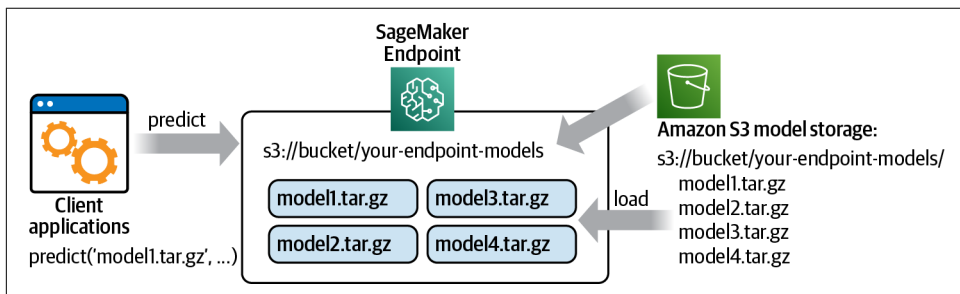 SageMaker
Endpoint
predict
s3://bucket/your-endpoint-models
model1.tar.gz
model3.tar.gz
model2.tar.gz
model4.tar.gz
Client
applications
predict('model1.tar.gz', ...)
load
Amazon S3 model storage:
s3://bucket/your-endpoint-models/
model1.tar.gz
model2.tar.gz
model3.tar.gz
model4.tar.gz